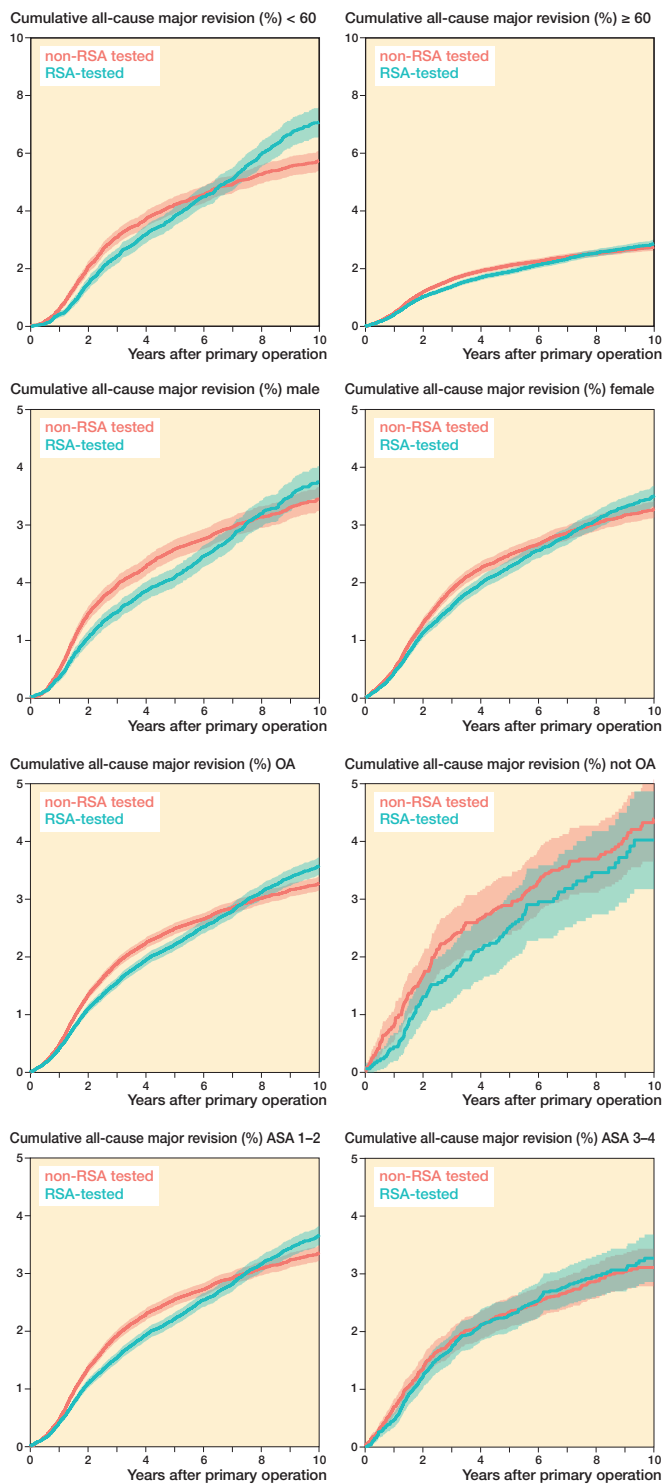 Cumulative all-cause major revision (%) < 60
10
8
6
4
2
0
non-RSA tested
RSA-tested
0 2 4 6 8 10
Years after primary operation
Cumulative all-cause major revision (%) ≥ 60
10
8
6
4
2
0
non-RSA tested
RSA-tested
0 2 4 6 8 10
Years after primary operation
Cumulative all-cause major revision (%) male
5
4
3
4
1
0
non-RSA tested
RSA-tested
0 2 4 6 8 10
Years after primary operation
Cumulative all-cause major revision (%) female
5
4
3
4
1
0
non-RSA tested
RSA-tested
0 2 4 6 8 10
Years after primary operation
Cumulative all-cause major revision (%) OA
5
4
3
2
1
0
non-RSA tested
RSA-tested
0 2 4 6 8 10
Years after primary operation
Cumulative all-cause major revision (%) not OA
5
4
3
2
1
0
non-RSA tested
RSA-tested
0 2 4 6 8 10
Years after primary operation
Cumulative all-cause major revision (%) ASA 1–2
5
4
3
2
1
0
non-RSA tested
RSA-tested
0 2 4 6 8 10
Years after primary operation
Cumulative all-cause major revision (%) ASA 3–4
5
4
3
2
1
0
non-RSA tested
RSA-tested
0 2 4 6 8 10
Years after primary operation